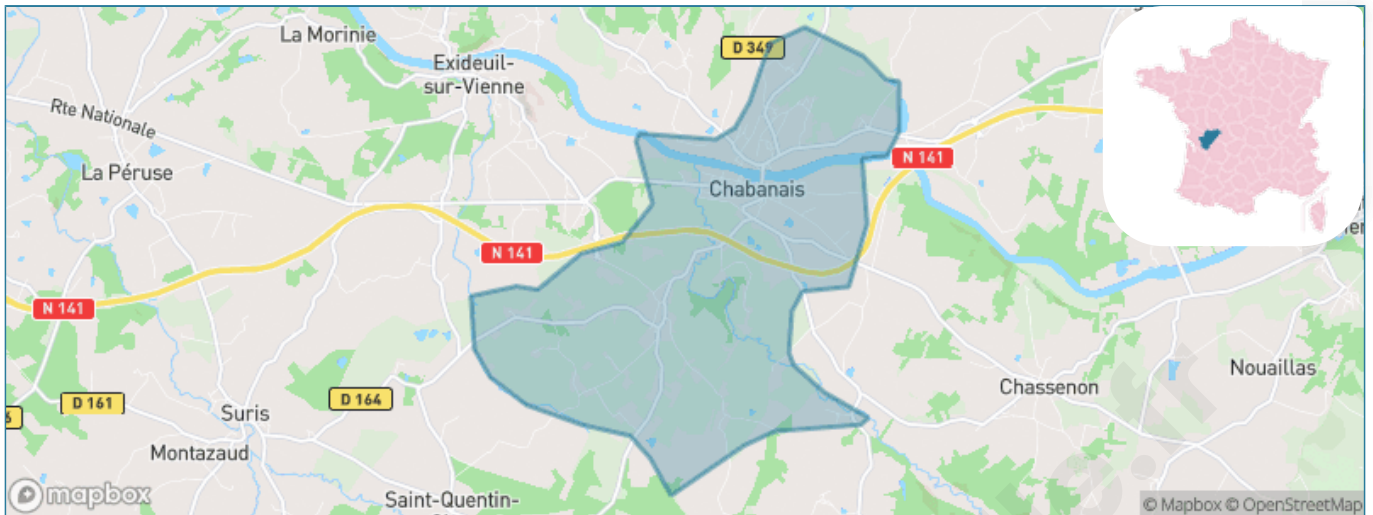 La Morinie
D 349
Exideuil-
sur-Vienne
Rte Nationale
N 141
La Péruse
Chabanais
N 141
N 141
Nouaillas
Chassenon
D 164
D 161
Suris
Montazaud
Saint-Quentin-
mapbox
© Mapbox © OpenStreetMap